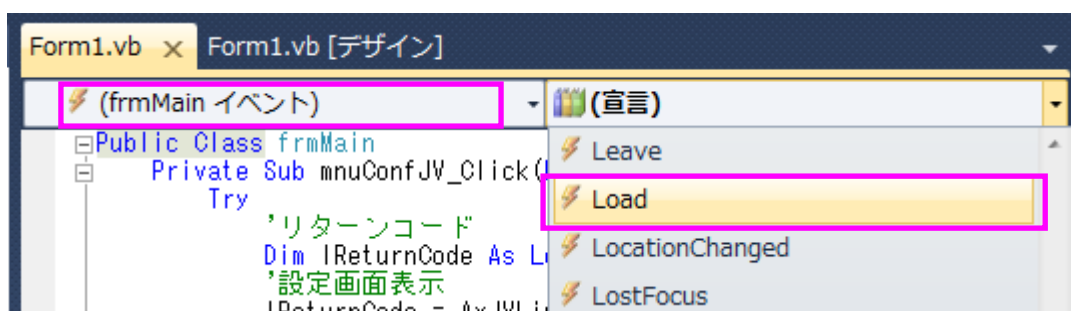 Form1.vb × Form1.vb [デザイン]
(frmMain イベント) (宣言)
Public Class frmMain
Private Sub mnuConfJV_Click(
Leave
Try
Load
'リターンコード
Dim lReturnCode As L
LocationChanged
'設定画面表示
lReturnCode = AxJVLi
LostFocus